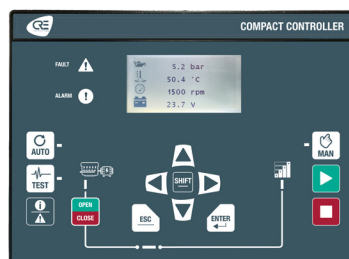 CRE
COMPACT CONTROLLER
FAULT
ALARM
5.2 bar
50.4 °C
1500 rpm
23.7 V
AUTO
MAN
TEST
SHIFT
OPEN
CLOSE
ESC
ENTER